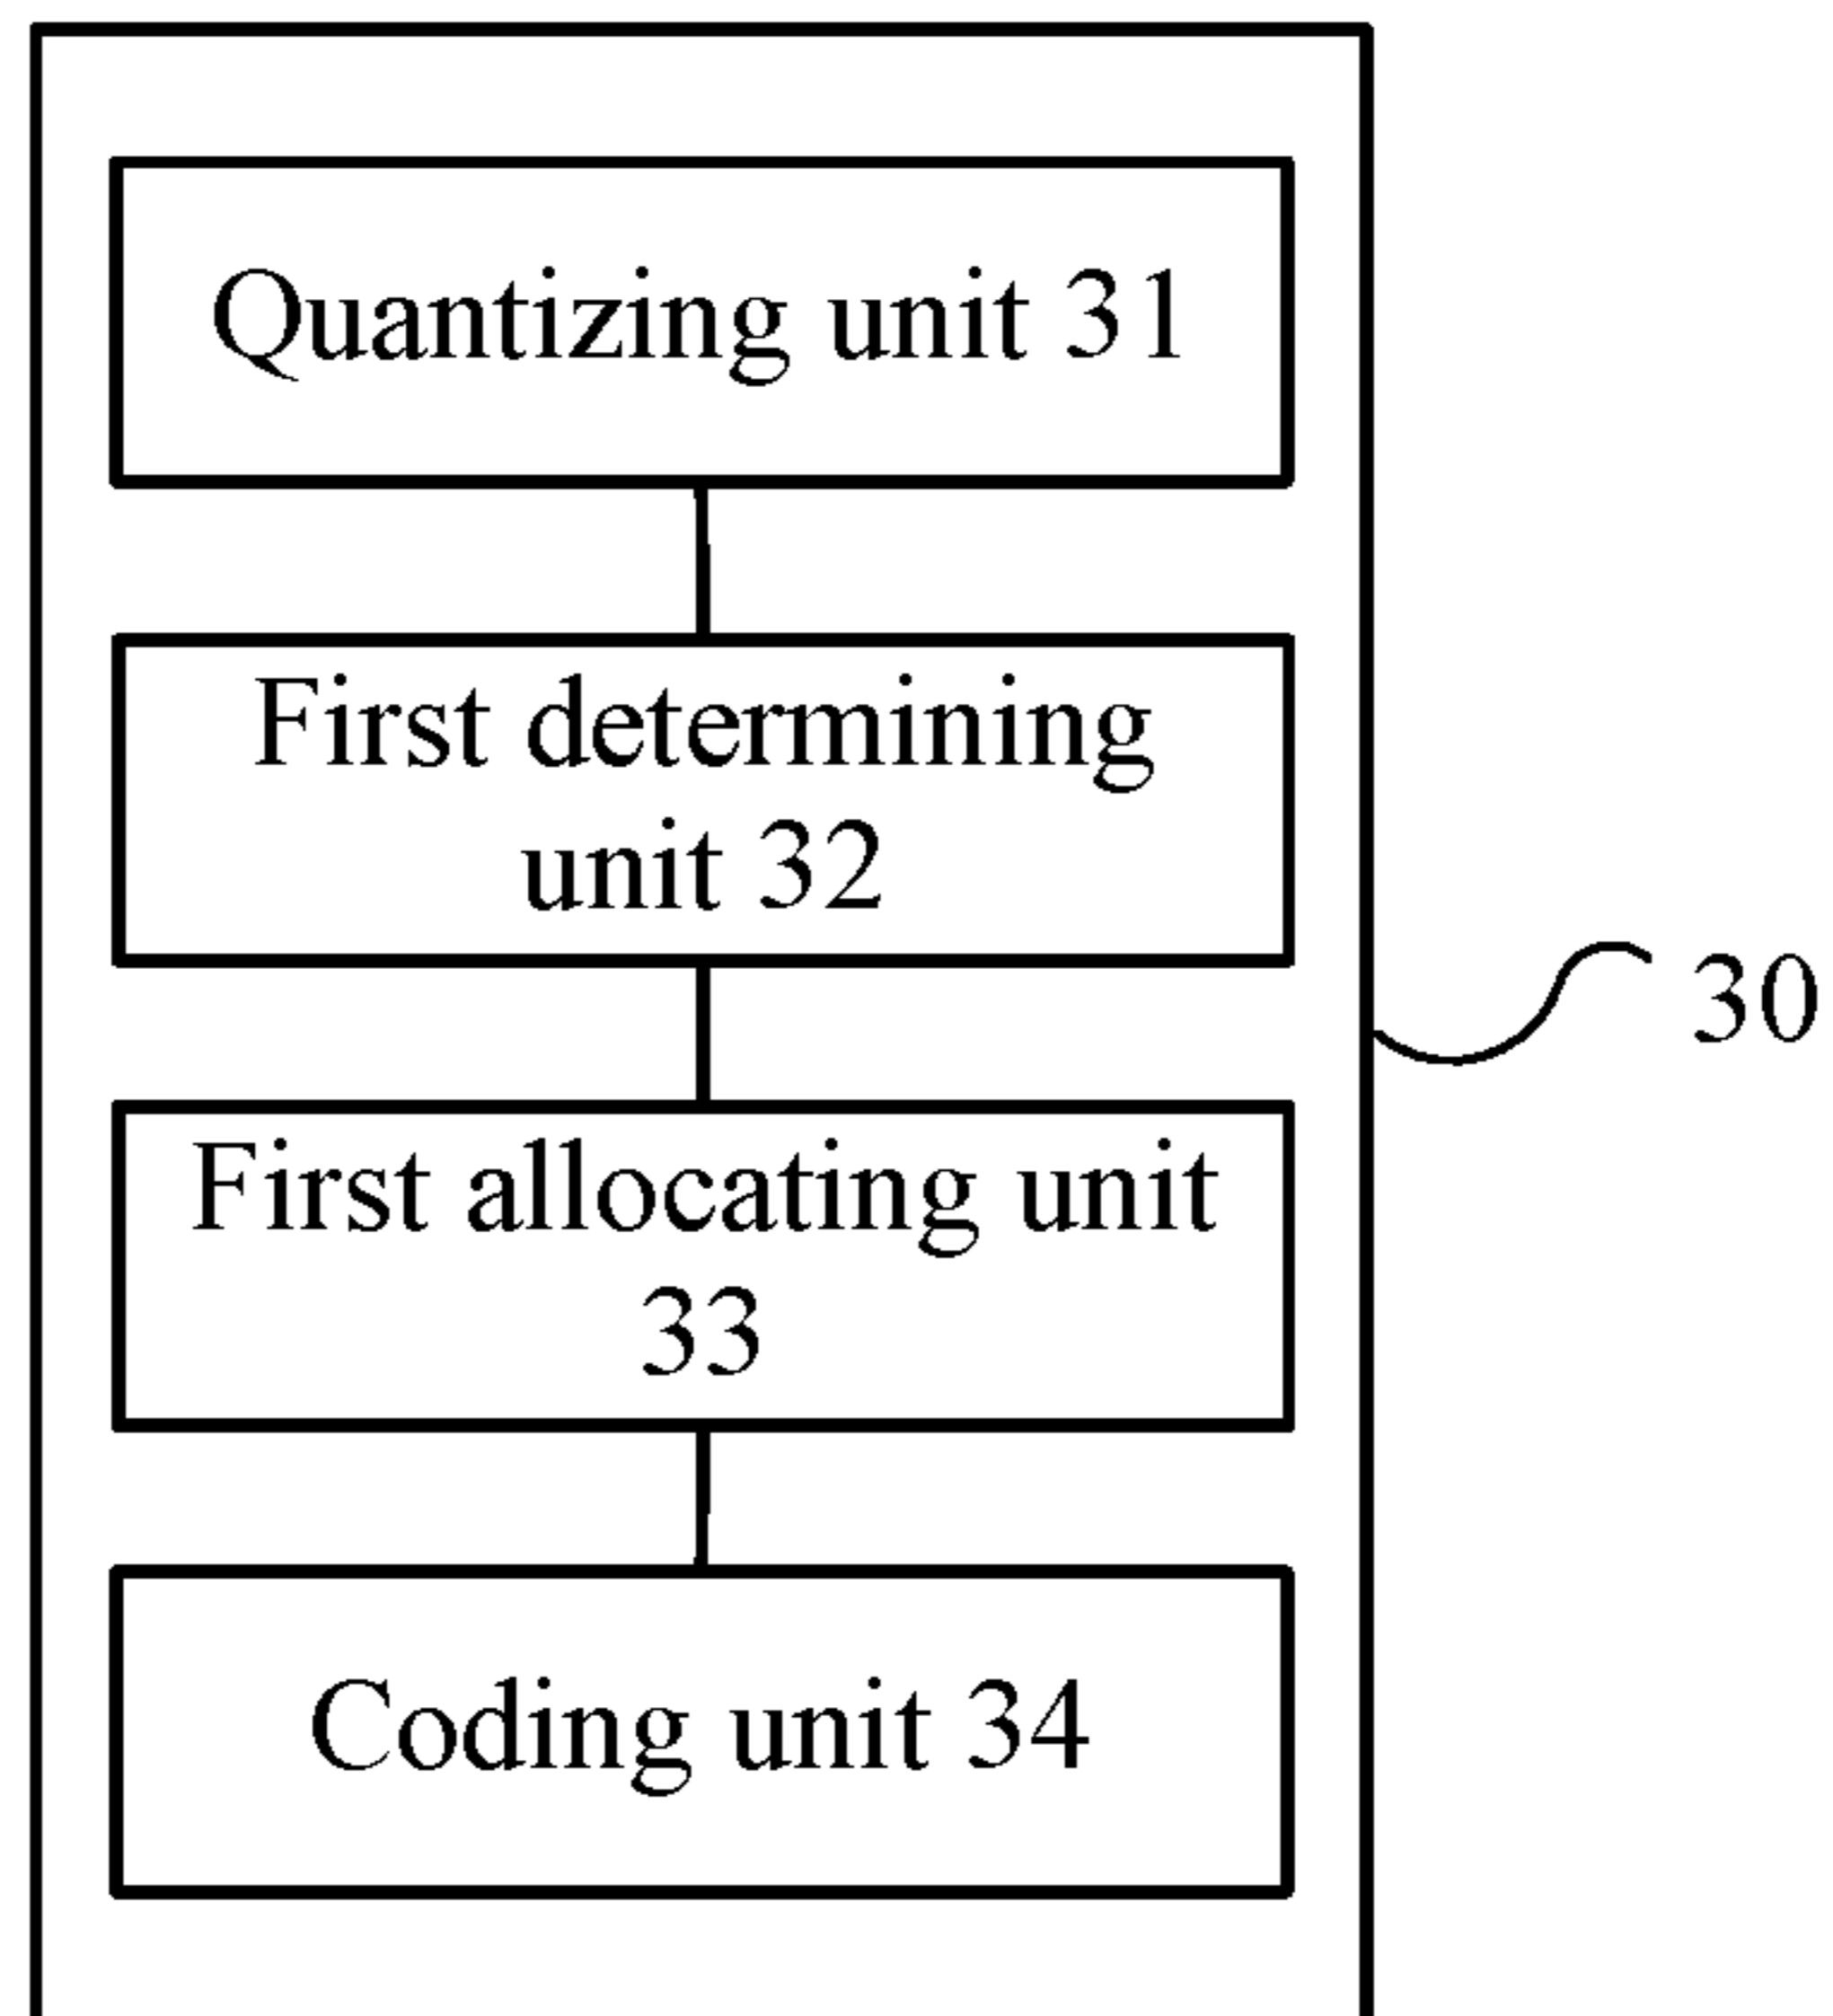 Quantizing unit 31
First determining
unit 32
30
First allocating unit
33
Coding unit 34